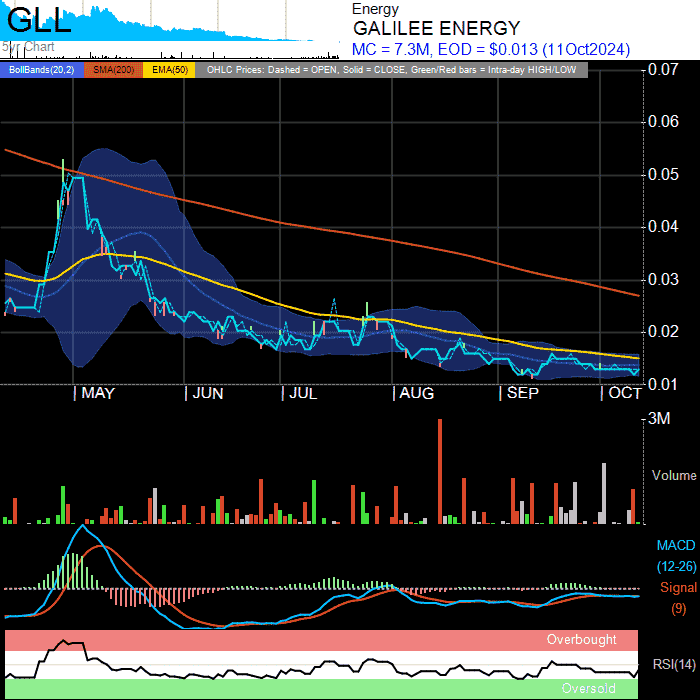 GLL
5yr Chart
Energy
GALILEE ENERGY
MC = 7.3M, EOD = $0.013 (11Oct2024)
BollBands(20,2) SMA(200) EMA(50) OHLC Prices: Dashed = OPEN, Solid = CLOSE, Green/Red bars = Intra-day HIGH/LOW
0.07
0.06
0.05
0.04
0.03
0.02
0.01
MAY JUN JUL AUG SEP OCT
3M
Volume
MACD
(12-26)
Signal
(9)
Overbought
RSI(14)
Oversold